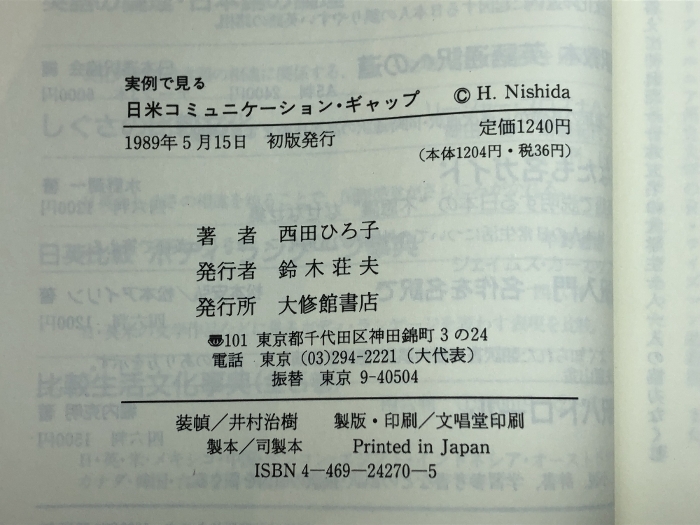 実例で見る
日米コミュニケーション・ギャップ © H. Nishida
1989年5月15日 初版発行 定価1240円
(本体1204円・税36円)
著者 西田ひろ子
発行者 鈴木荘夫
発行所 大修館書店
〠101 東京都千代田区神田錦町3の24
電話 東京(03)294-2221(大代表)
振替 東京9-40504
装幀/井村治樹 製版・印刷/文唱堂印刷
製本/司製本 Printed in Japan
ISBN4—469—24270—5